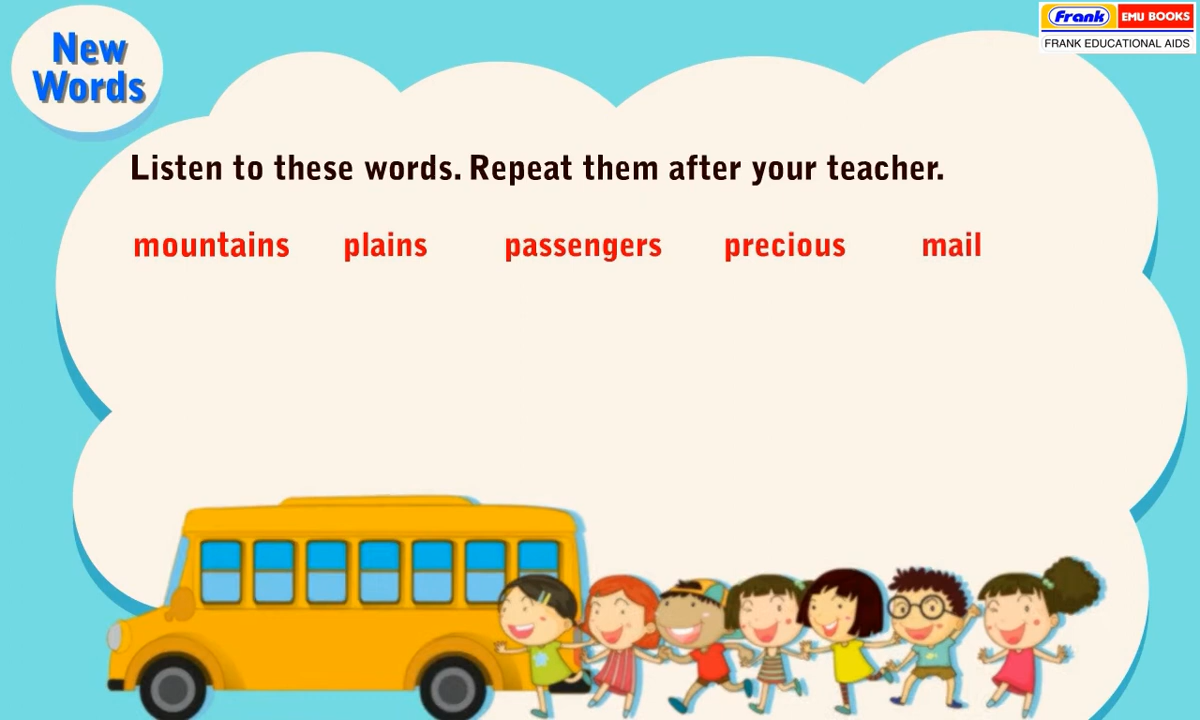 New
Words
Frank EMU BOOKS
FRANK EDUCATIONAL AIDS
Listen to these words. Repeat them after your teacher.
mountains plains passengers precious mail